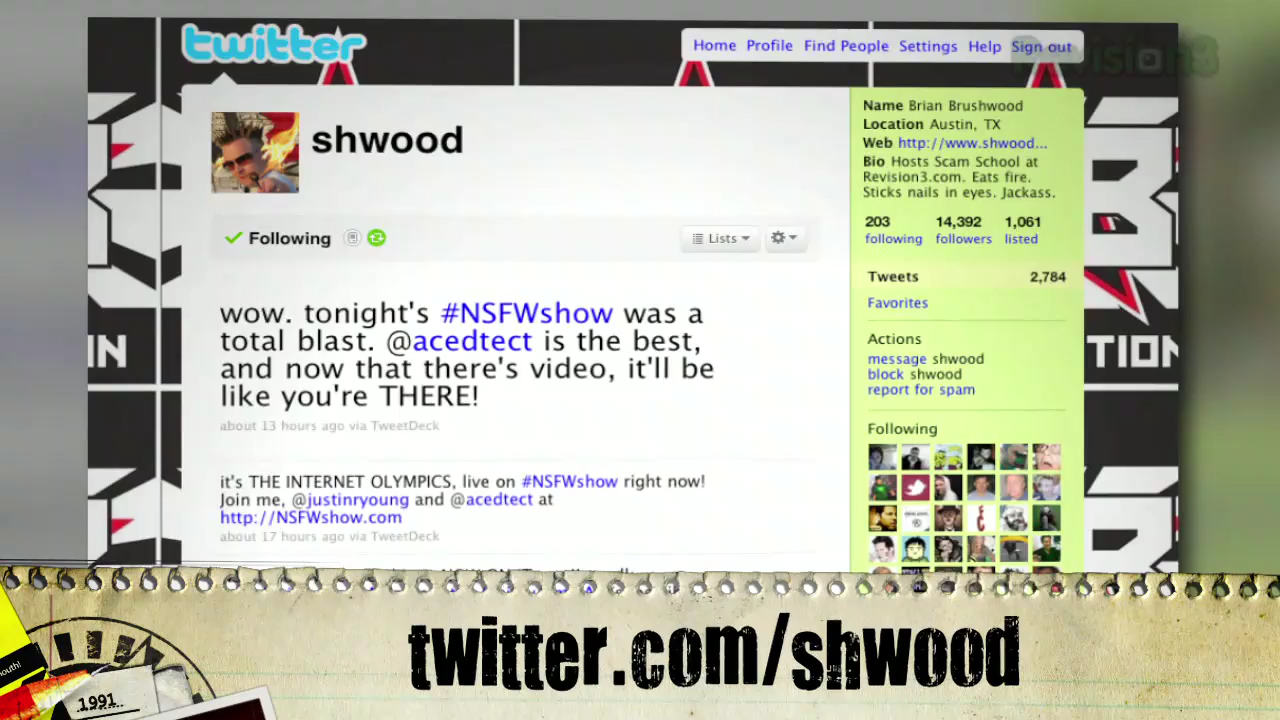 twitter
Home Profile Find People Settings Help Sign out
Revision3
shwood
Following
Lists
wow. tonight's #NSFWshow was a
total blast. @acedtect is the best,
and now that there's video, it'll be
like you're THERE!
about 13 hours ago via TweetDeck
it's THE INTERNET OLYMPICS, live on #NSFWshow right now!
Join me, @justinryoung and @acedtect at
http://NSFWshow.com
about 17 hours ago via TweetDeck
Name Brian Brushwood
Location Austin, TX
Web http://www.shwood...
Bio Hosts Scam School at
Revision3.com. Eats fire.
Sticks nails in eyes. Jackass.
203 14,392 1,061
following followers listed
Tweets 2,784
Favorites
Actions
message shwood
block shwood
report for spam
Following
IN
TION
twitter.com/shwood
1991